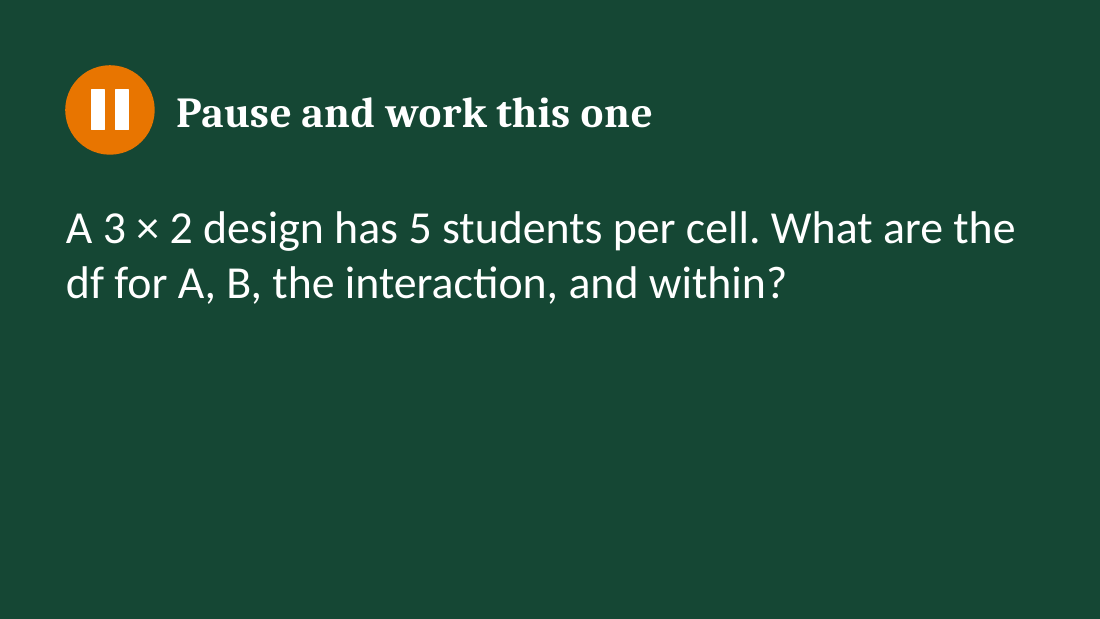 Pause and work this one
A 3 × 2 design has 5 students per cell. What are the
df for A, B, the interaction, and within?